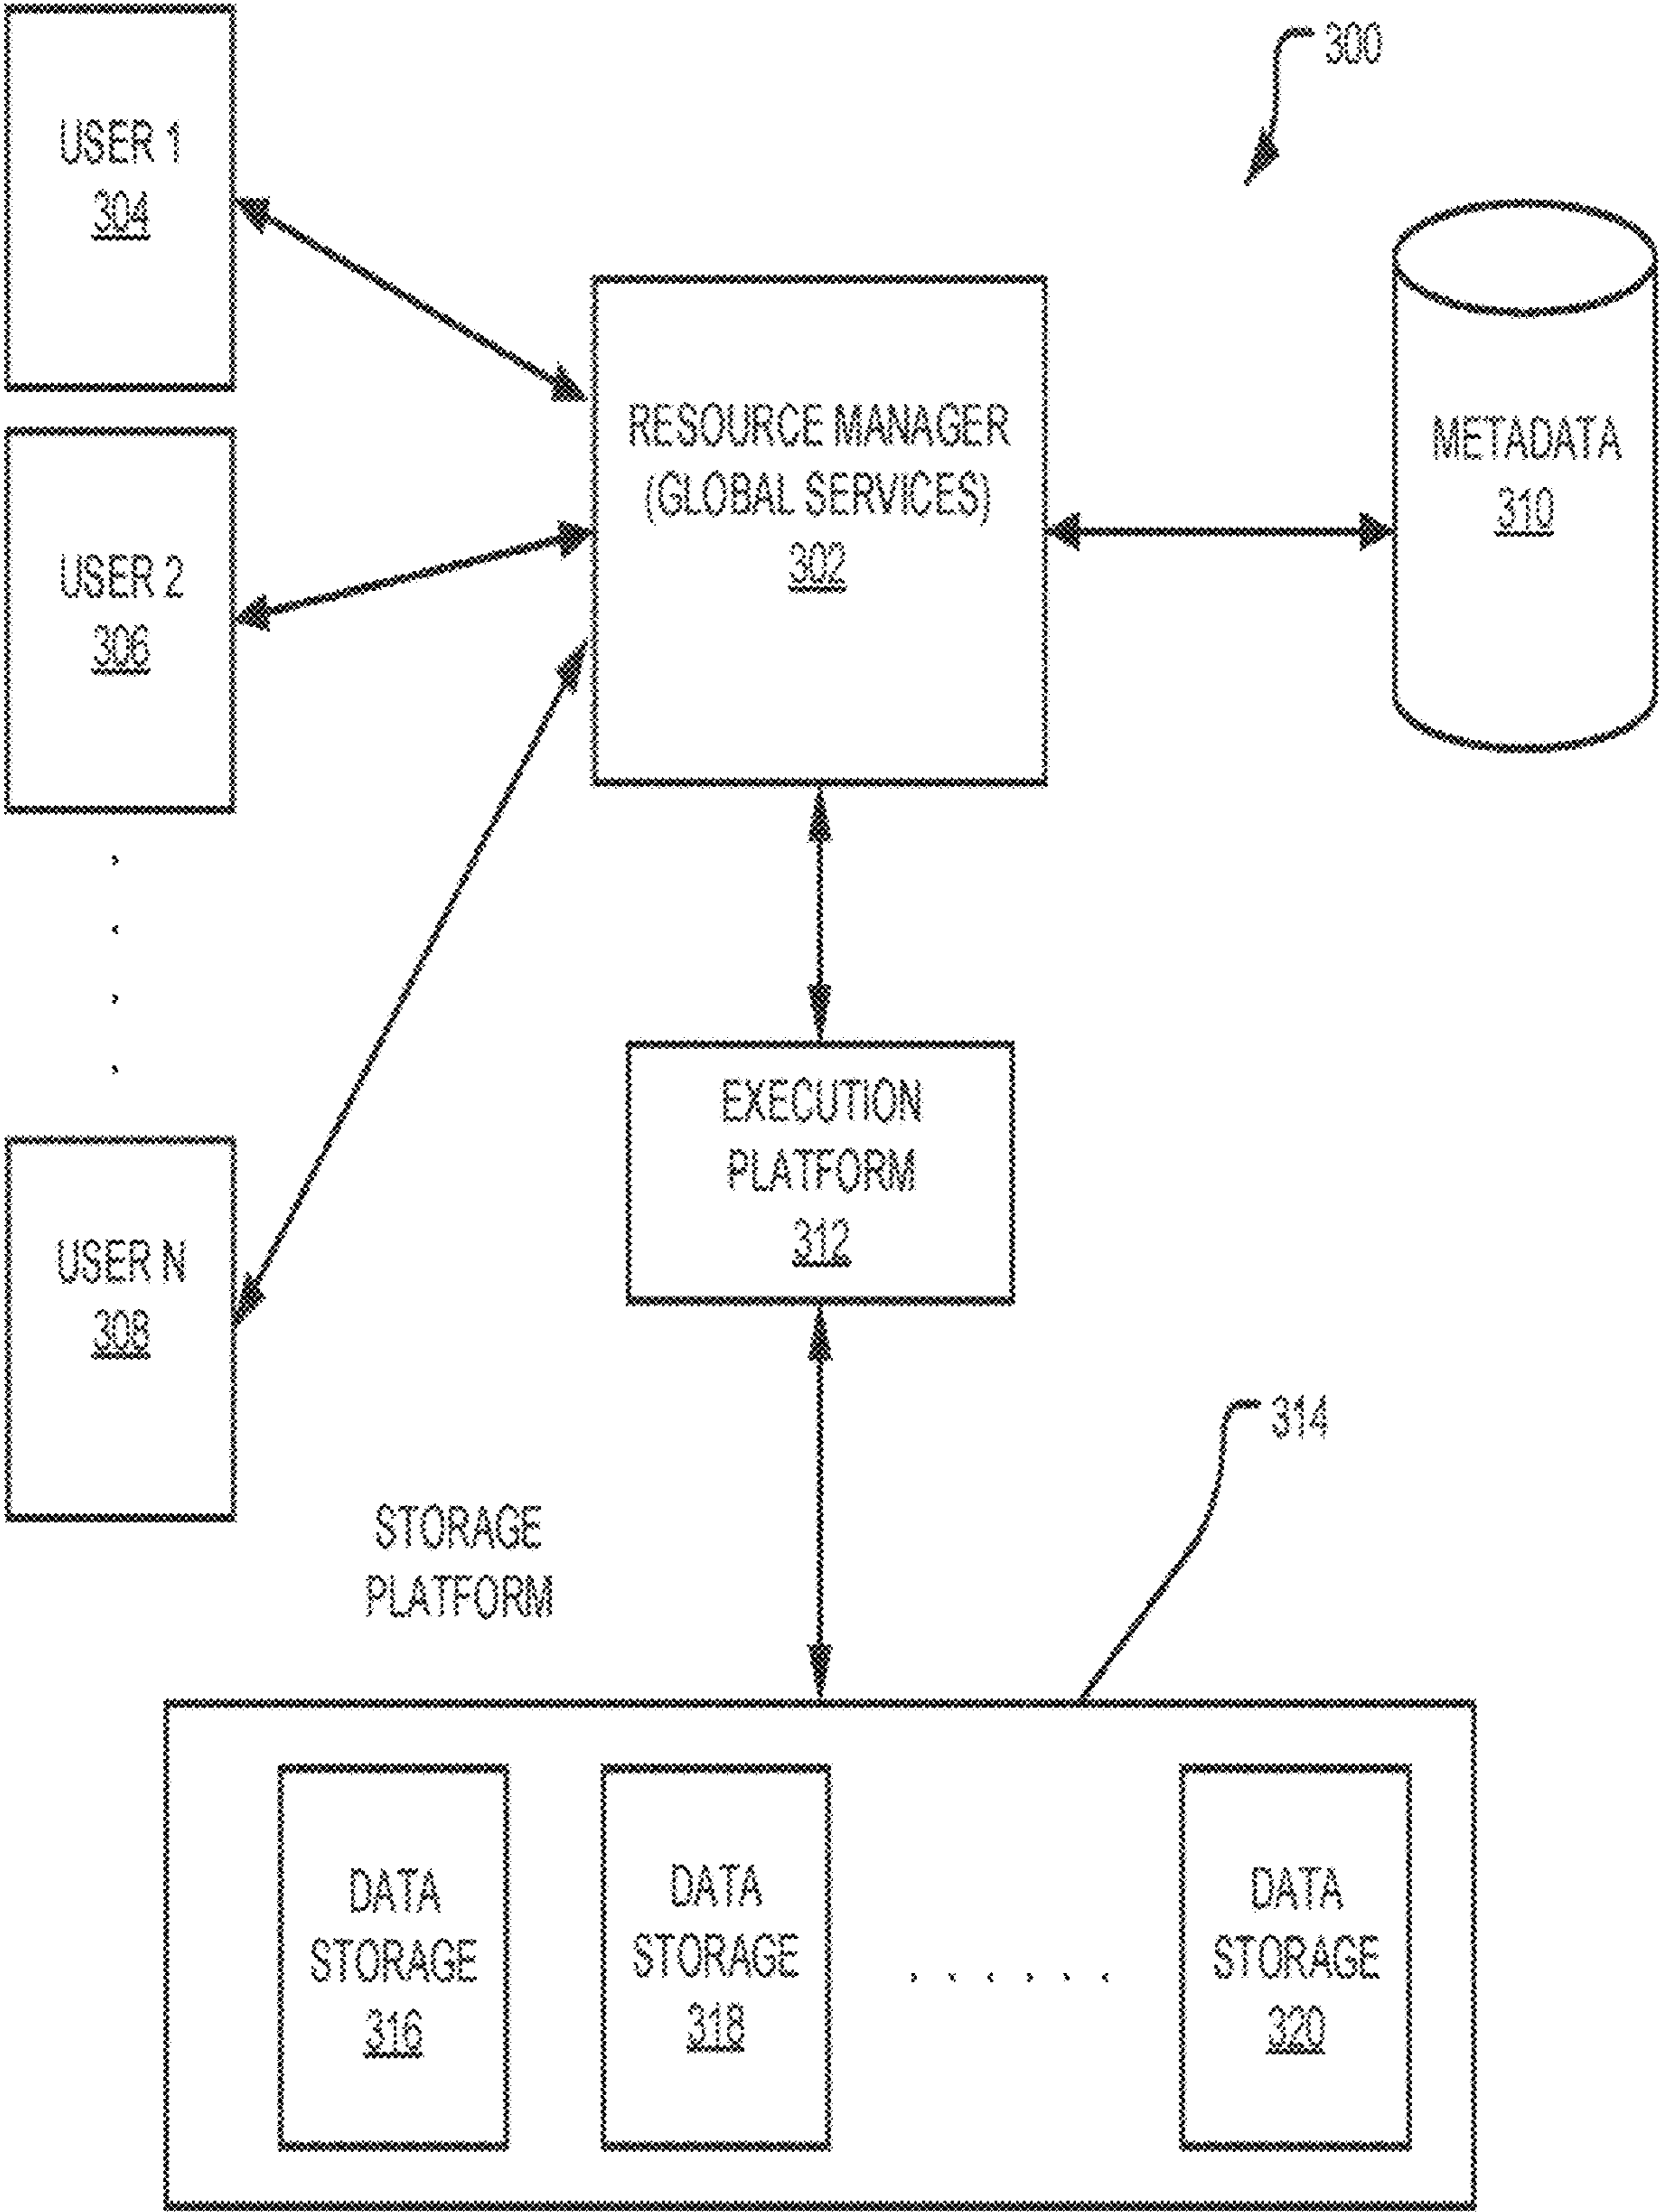 300
USER 1
304
RESOURCE MANAGER
(GLOBAL SERVICES)
302
METADATA
310
USER 2
306
EXECUTION
PLATFORM
312
USER N
308
314
STORAGE
PLATFORM
DATA
STORAGE
316
DATA
STORAGE
318
DATA
STORAGE
320